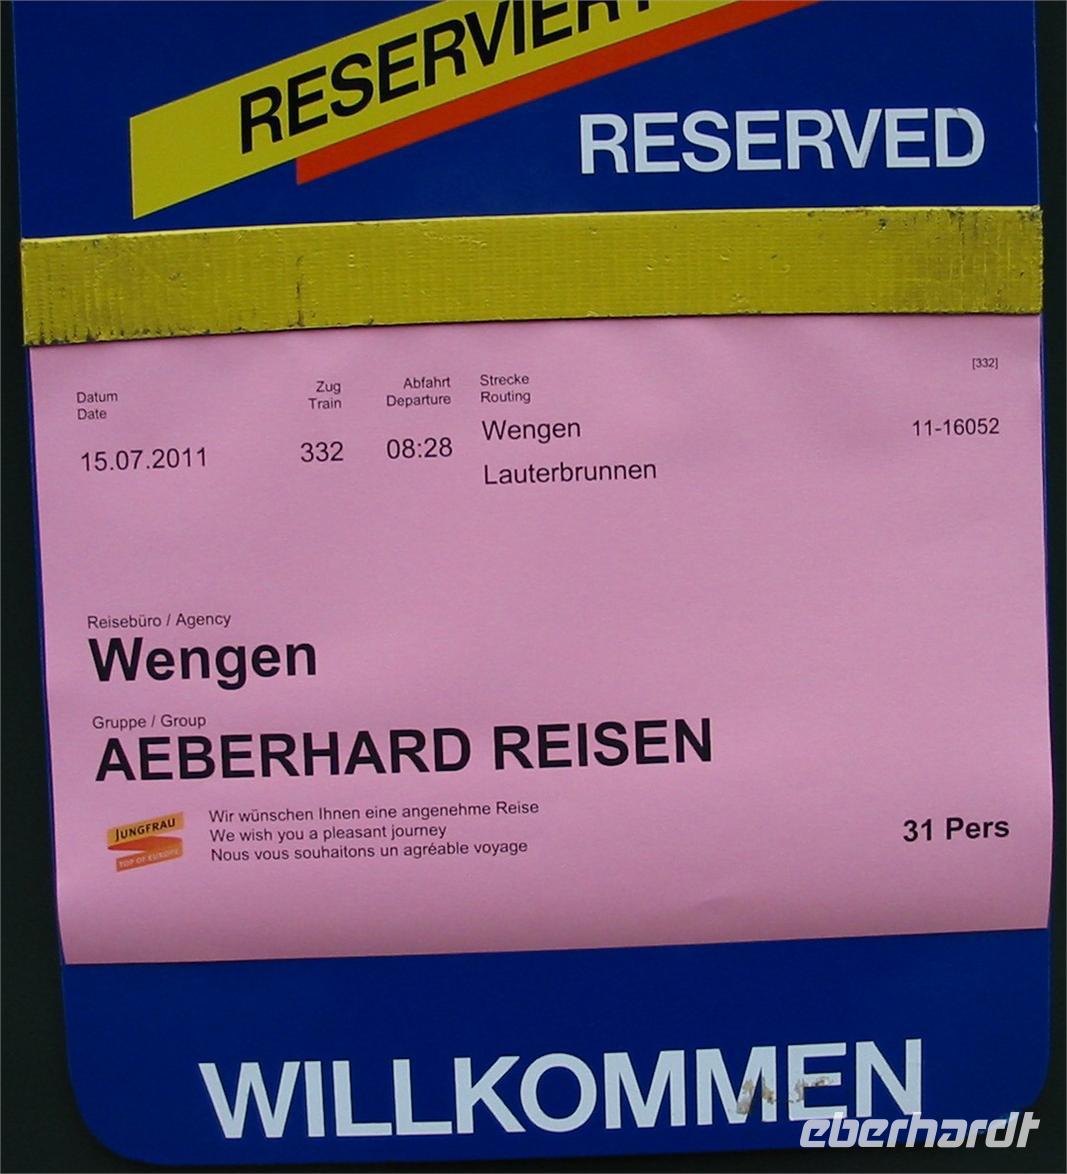 RESERVIERT
RESERVED
[332]
Datum
Date
Zug
Train
Abfahrt
Departure
Strecke
Routing
15.07.2011
332
08:28
Wengen
Lauterbrunnen
11-16052
Reisebüro / Agency
Wengen
Gruppe / Group
AEBERHARD REISEN
JUNGFRAU
TOP OF EUROPE
Wir wünschen Ihnen eine angenehme Reise
We wish you a pleasant journey
Nous vous souhaitons un agréable voyage
31 Pers
WILLKOMMEN
eberhardt